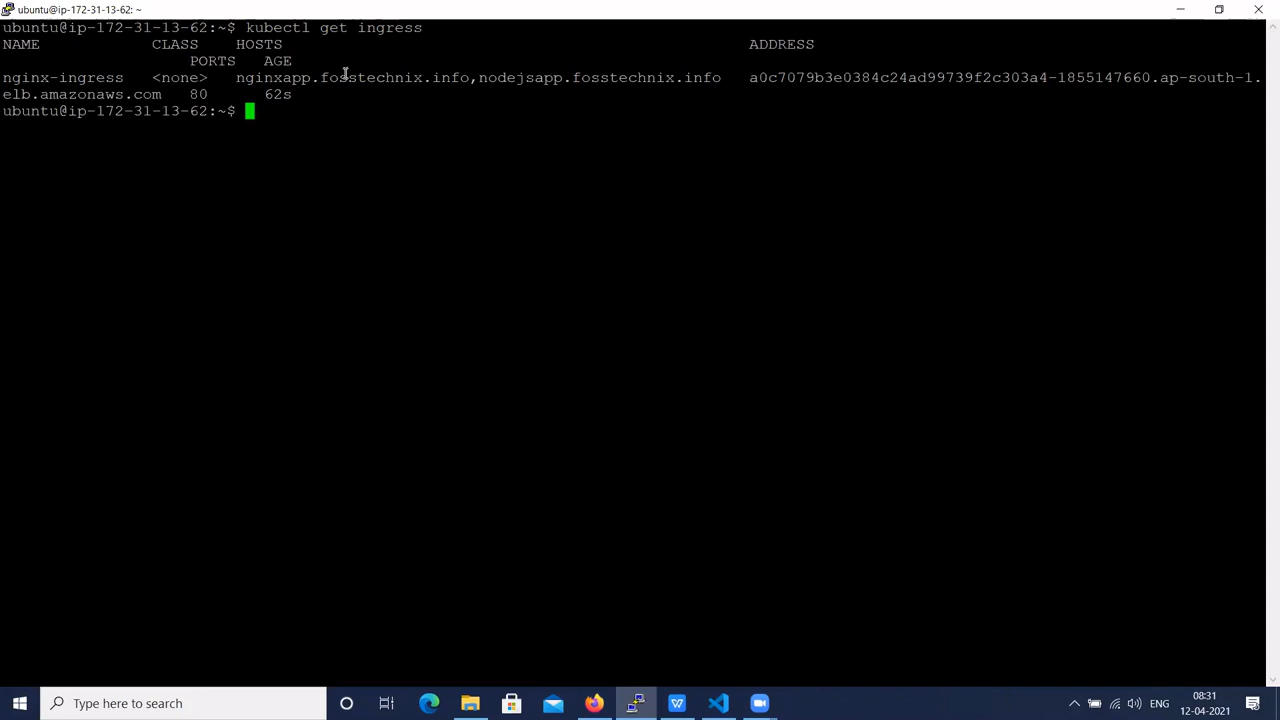 ubuntu@ip-172-31-13-62: ~
ubuntu@ip-172-31-13-62:~$ kubectl get ingress
NAME CLASS HOSTS ADDRESS
PORTS AGE
nginx-ingress <none> nginxapp.fosstechnix.info,nodejsapp.fosstechnix.info a0c7079b3e0384c24ad99739f2c303a4-1855147660.ap-south-1.
elb.amazonaws.com 80 62s
ubuntu@ip-172-31-13-62:~$
Type here to search
ENG
08:31
12-04-2021